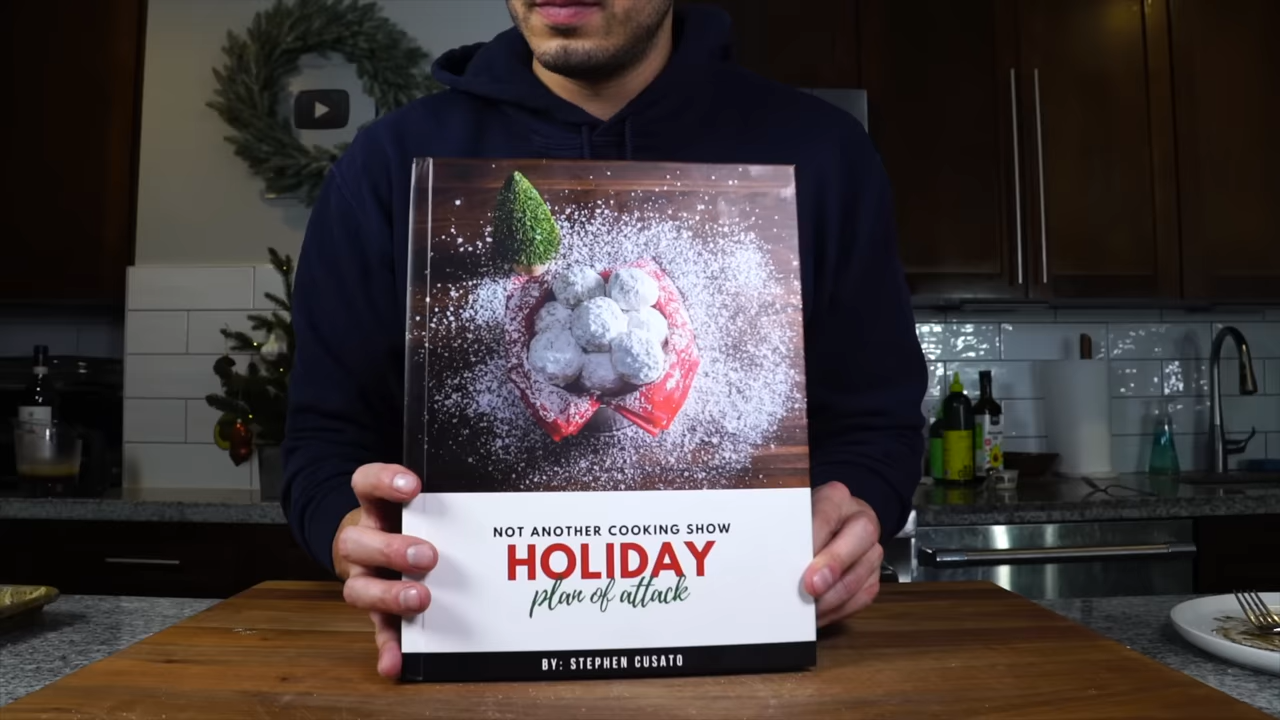 NOT ANOTHER COOKING SHOW
HOLIDAY
plan of attack
BY: STEPHEN CUSATO